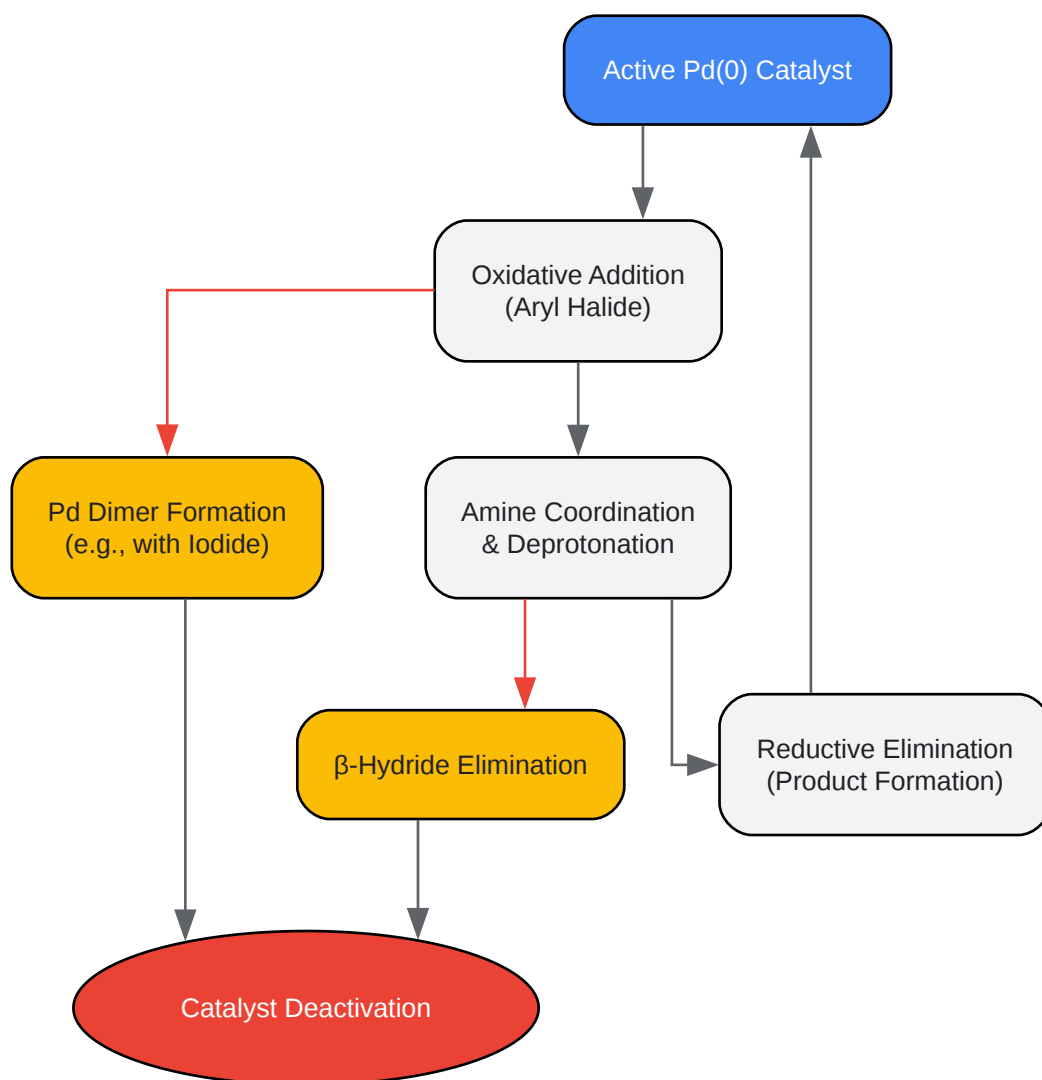 Active Pd(0) Catalyst
Oxidative Addition
(Aryl Halide)
Pd Dimer Formation
(e.g., with Iodide)
Amine Coordination
& Deprotonation
β-Hydride Elimination
Reductive Elimination
(Product Formation)
Catalyst Deactivation